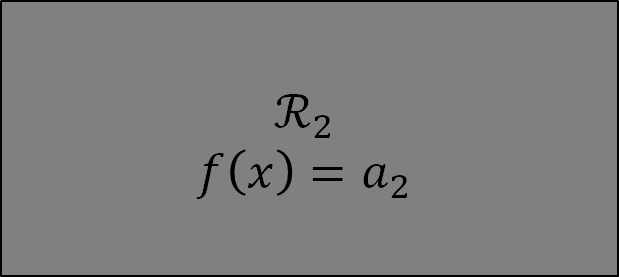 ℛ₂
f(x) = a₂